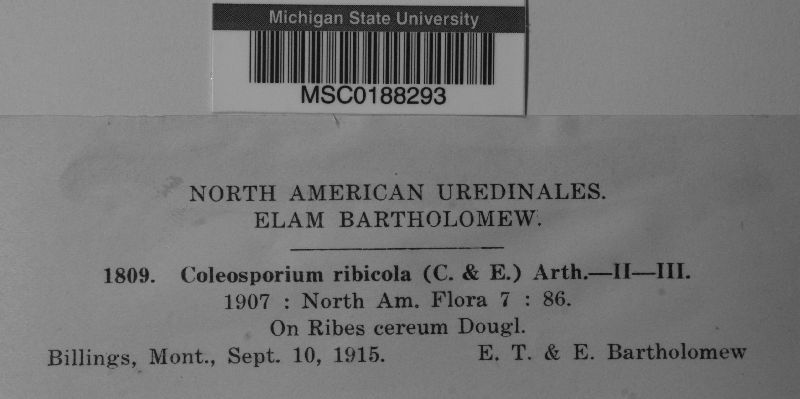 Michigan State University
MSC0188293
NORTH AMERICAN UREDINALES.
ELAM BARTHOLOMEW.
1809. Coleosporium ribicola (C. & E.) Arth.—II—III.
1907 : North Am. Flora 7 : 86.
On Ribes cereum Dougl.
Billings, Mont., Sept. 10, 1915. E. T. & E. Bartholomew